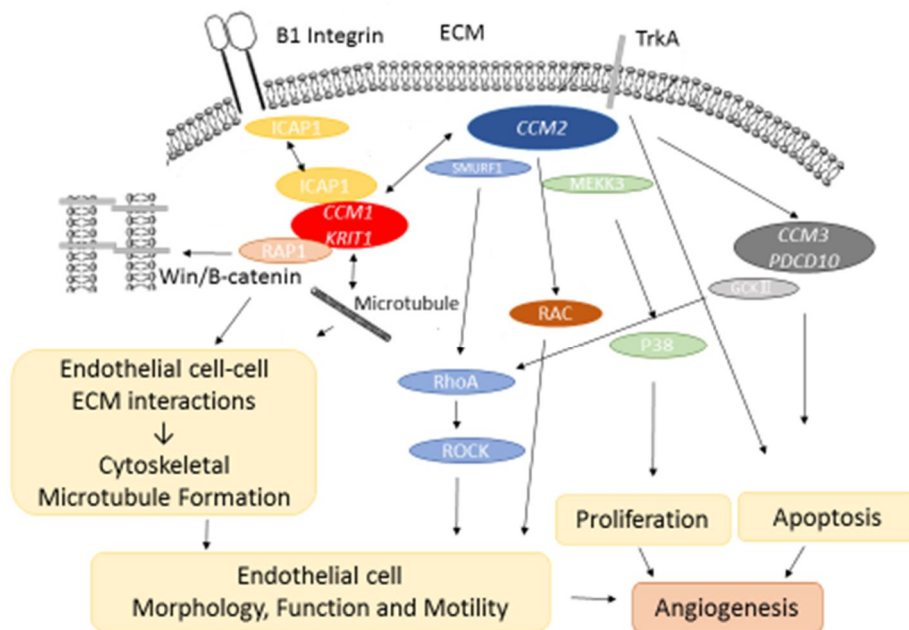 B1 Integrin
ECM
TrkA
ICAP1
CCM2
SMURF1
MEKK3
ICAP1
CCM1
KRIT1
RAP1
CCM3
PDCD10
GCKⅡ
Win/B-catenin
Microtubule
RAC
P38
Endothelial cell-cell
ECM interactions
↓
Cytoskeletal
Microtubule Formation
RhoA
ROCK
Proliferation
Apoptosis
Endothelial cell
Morphology, Function and Motility
Angiogenesis